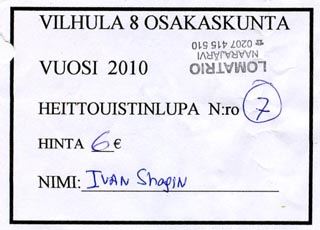 VILHULA 8 OSAKASKUNTA
LOMATRIO
NAARAJÄRVI
☎ 0207 415 510
VUOSI 2010
HEITTOUISTINLUPA N:ro 7
HINTA 6 €
NIMI: IVAN Shapin